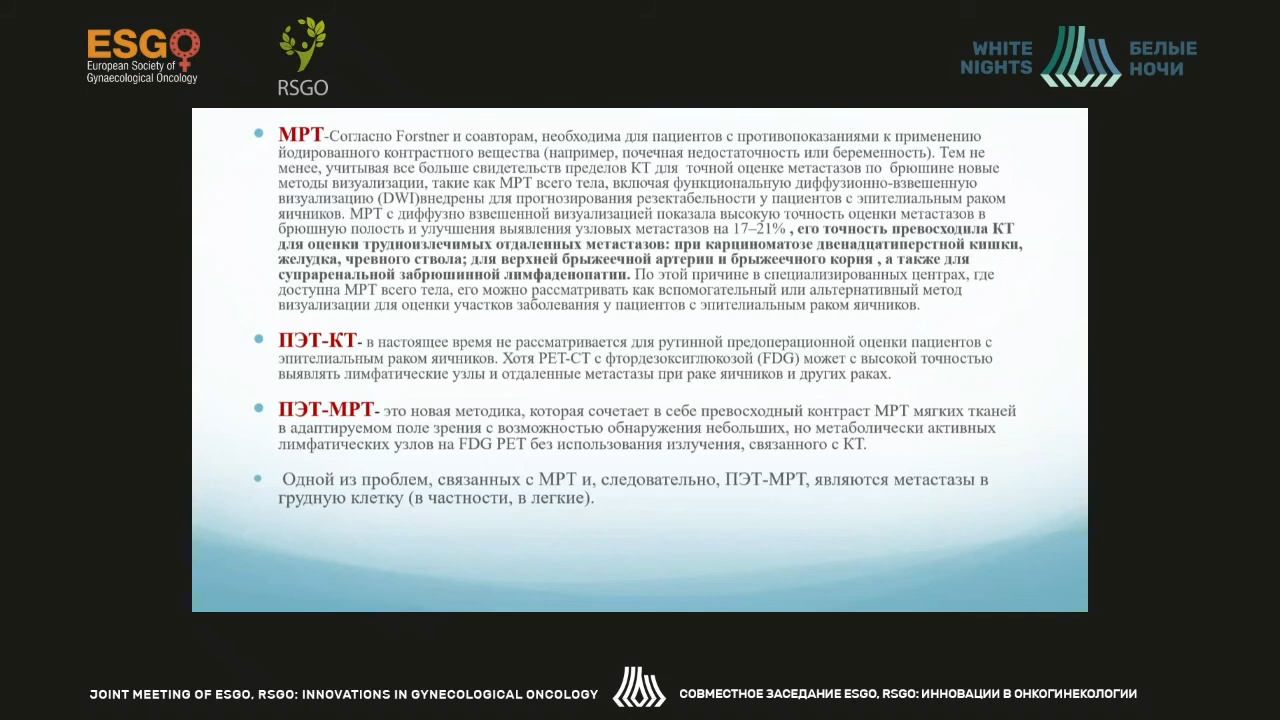 ESGO
European Society of
Gynaecological Oncology
RSGO
WHITE
NIGHTS
БЕЛЫЕ
НОЧИ
• МРТ-Согласно Forstner и соавторам, необходима для пациентов с противопоказаниями к применению
йодированного контрастного вещества (например, почечная недостаточность или беременность). Тем не
менее, учитывая все больше свидетельств пределов КТ для точной оценке метастазов по брюшине новые
методы визуализации, такие как МРТ всего тела, включая функциональную диффузионно-взвешенную
визуализацию (DWI)внедрены для прогнозирования резектабельности у пациентов с эпителиальным раком
яичников. МРТ с диффузно взвешенной визуализацией показала высокую точность оценки метастазов в
брюшную полость и улучшения выявления узловых метастазов на 17–21% , его точность превосходила КТ
для оценки трудноизлечимых отдаленных метастазов: при карциноматозе двенадцатиперстной кишки,
желудка, чревного ствола; для верхней брыжеечной артерии и брыжеечного корня , а также для
супраренальной забрюшинной лимфаденопатии. По этой причине в специализированных центрах, где
доступна МРТ всего тела, его можно рассматривать как вспомогательный или альтернативный метод
визуализации для оценки участков заболевания у пациентов с эпителиальным раком яичников.
• ПЭТ-КТ- в настоящее время не рассматривается для рутинной предоперационной оценки пациентов с
эпителиальным раком яичников. Хотя PET-CT с фтордезоксиглюкозой (FDG) может с высокой точностью
выявлять лимфатические узлы и отдаленные метастазы при раке яичников и других раках.
• ПЭТ-МРТ- это новая методика, которая сочетает в себе превосходный контраст МРТ мягких тканей
в адаптируемом поле зрения с возможностью обнаружения небольших, но метаболически активных
лимфатических узлов на FDG PET без использования излучения, связанного с КТ.
• Одной из проблем, связанных с МРТ и, следовательно, ПЭТ-МРТ, являются метастазы в
грудную клетку (в частности, в легкие).
JOINT MEETING OF ESGO, RSGO: INNOVATIONS IN GYNECOLOGICAL ONCOLOGY
СОВМЕСТНОЕ ЗАСЕДАНИЕ ESGO, RSGO: ИННОВАЦИИ В ОНКОГИНЕКОЛОГИИ